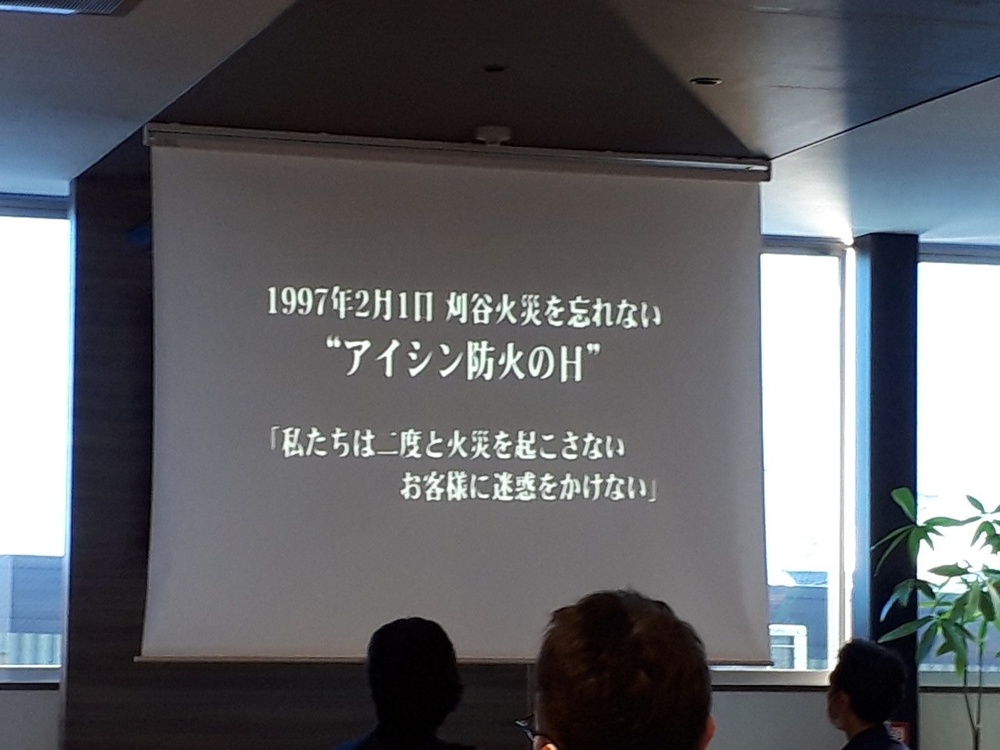 1997年2月1日 刈谷火災を忘れない
“アイシン防火の日”
「私たちは二度と火災を起こさない
お客様に迷惑をかけない」